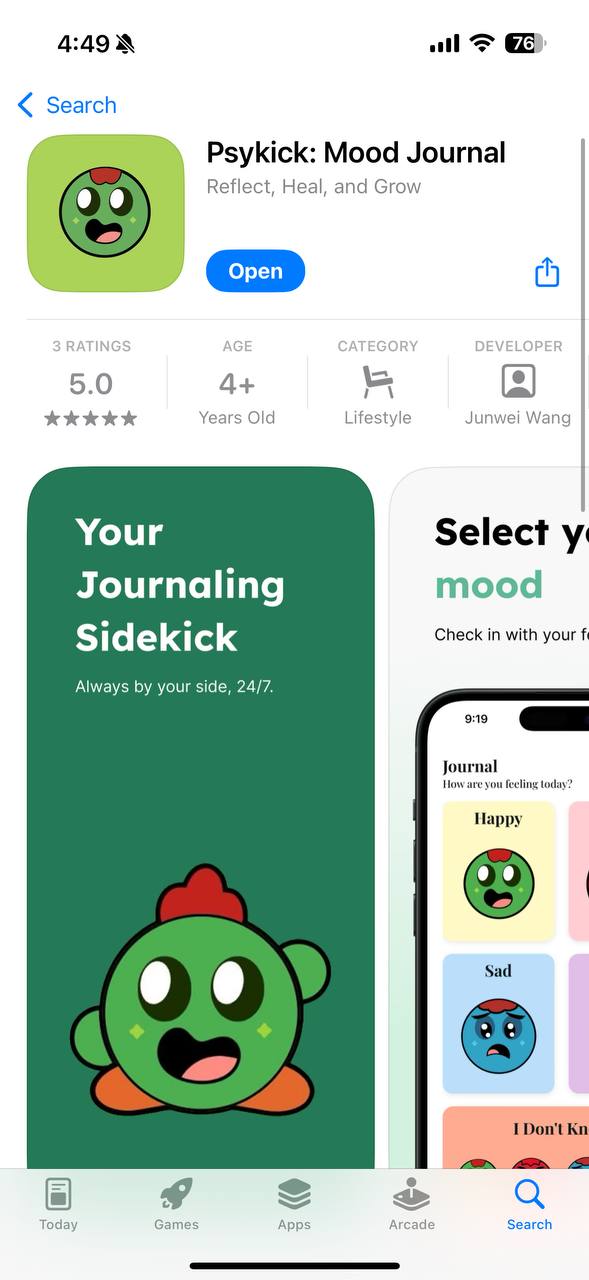 4:49
76
Search
Psykick: Mood Journal
Reflect, Heal, and Grow
Open
3 RATINGS
5.0
AGE
4+
Years Old
CATEGORY
Lifestyle
DEVELOPER
Junwei Wang
Your
Journaling
Sidekick
Always by your side, 24/7.
Select
mood
Check in with your
9:19
Journal
How are you feeling today?
Happy
Sad
I Don't
Today
Games
Apps
Arcade
Search